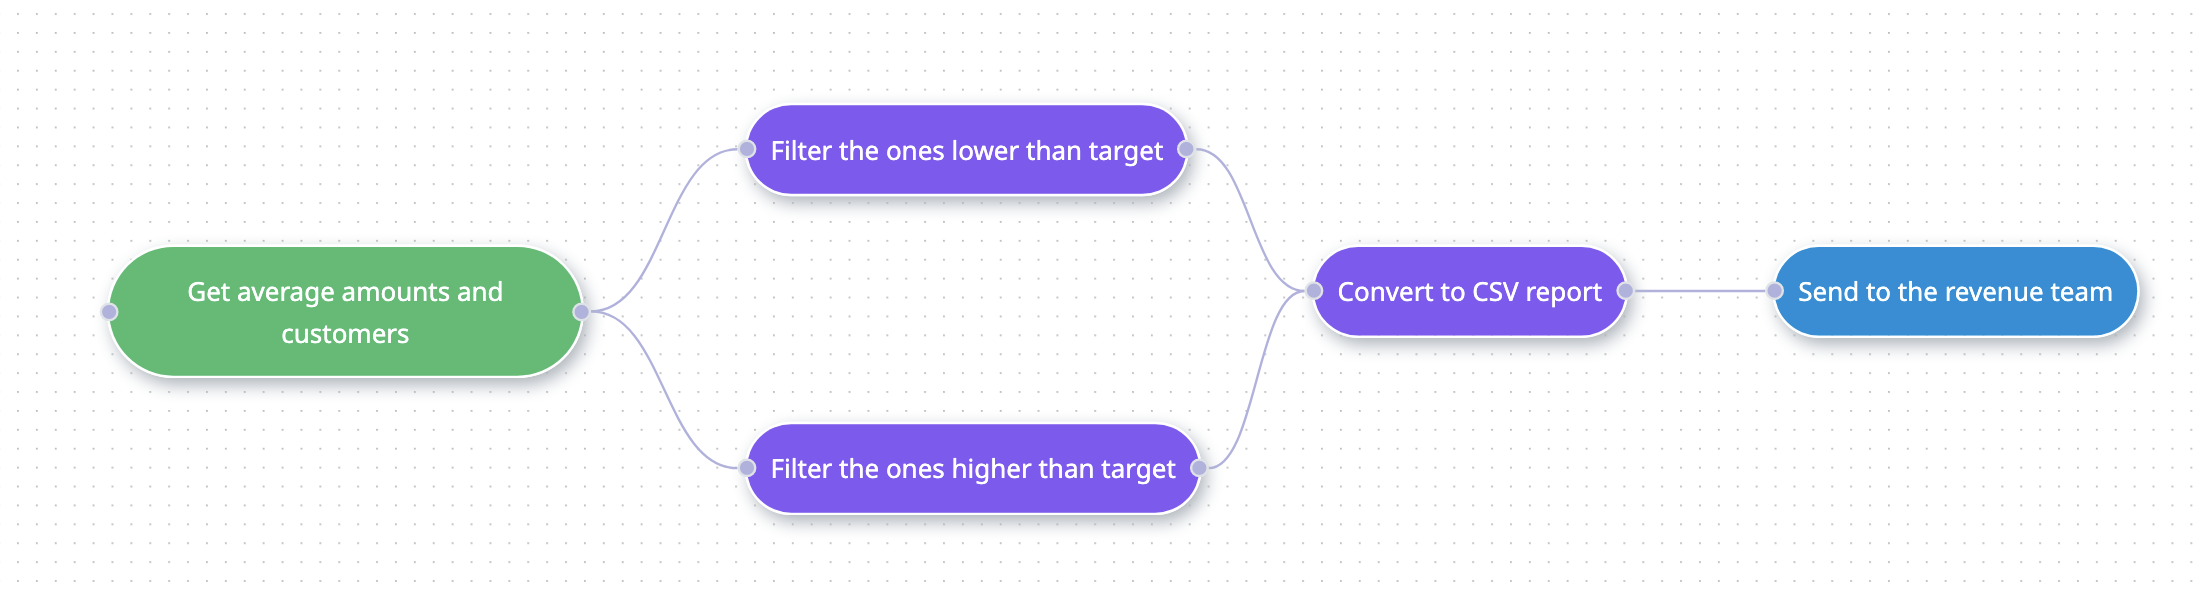 Get average amounts and
customers
Filter the ones lower than target
Filter the ones higher than target
Convert to CSV report
Send to the revenue team